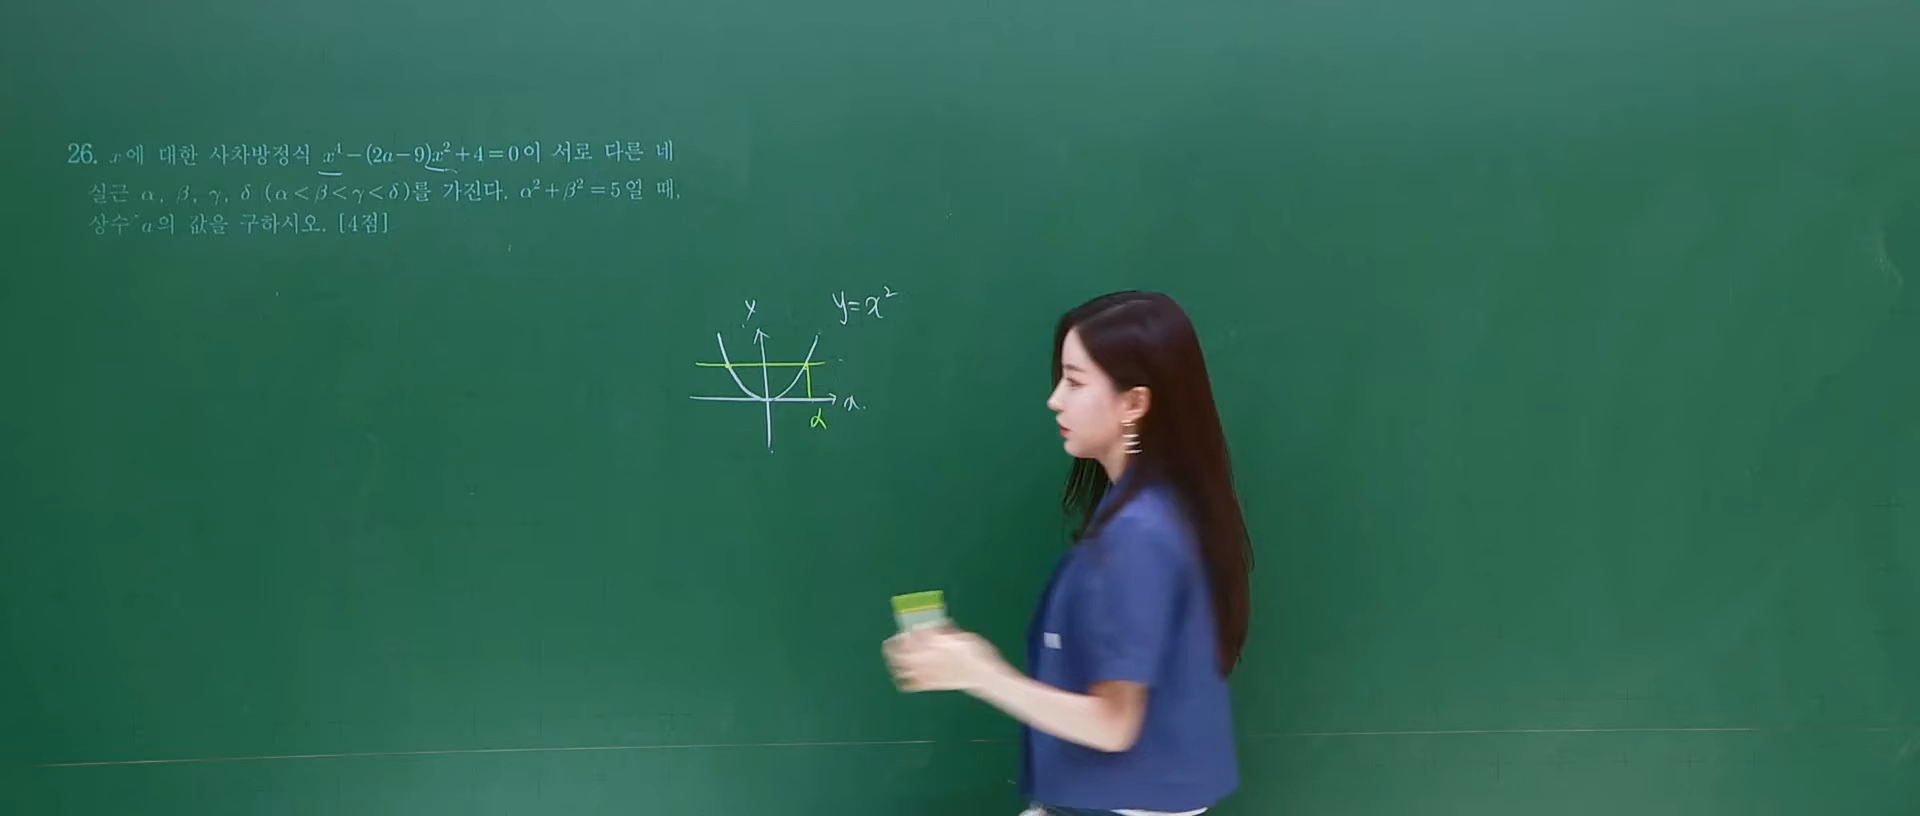 26. x에 대한 사차방정식 x⁴-(2a-9)x²+4=0이 서로 다른 네
실근 α, β, γ, δ (α<β<γ<δ)를 가진다. α²+β²=5일 때,
상수 a의 값을 구하시오. [4점]
y
y=x²
x
α